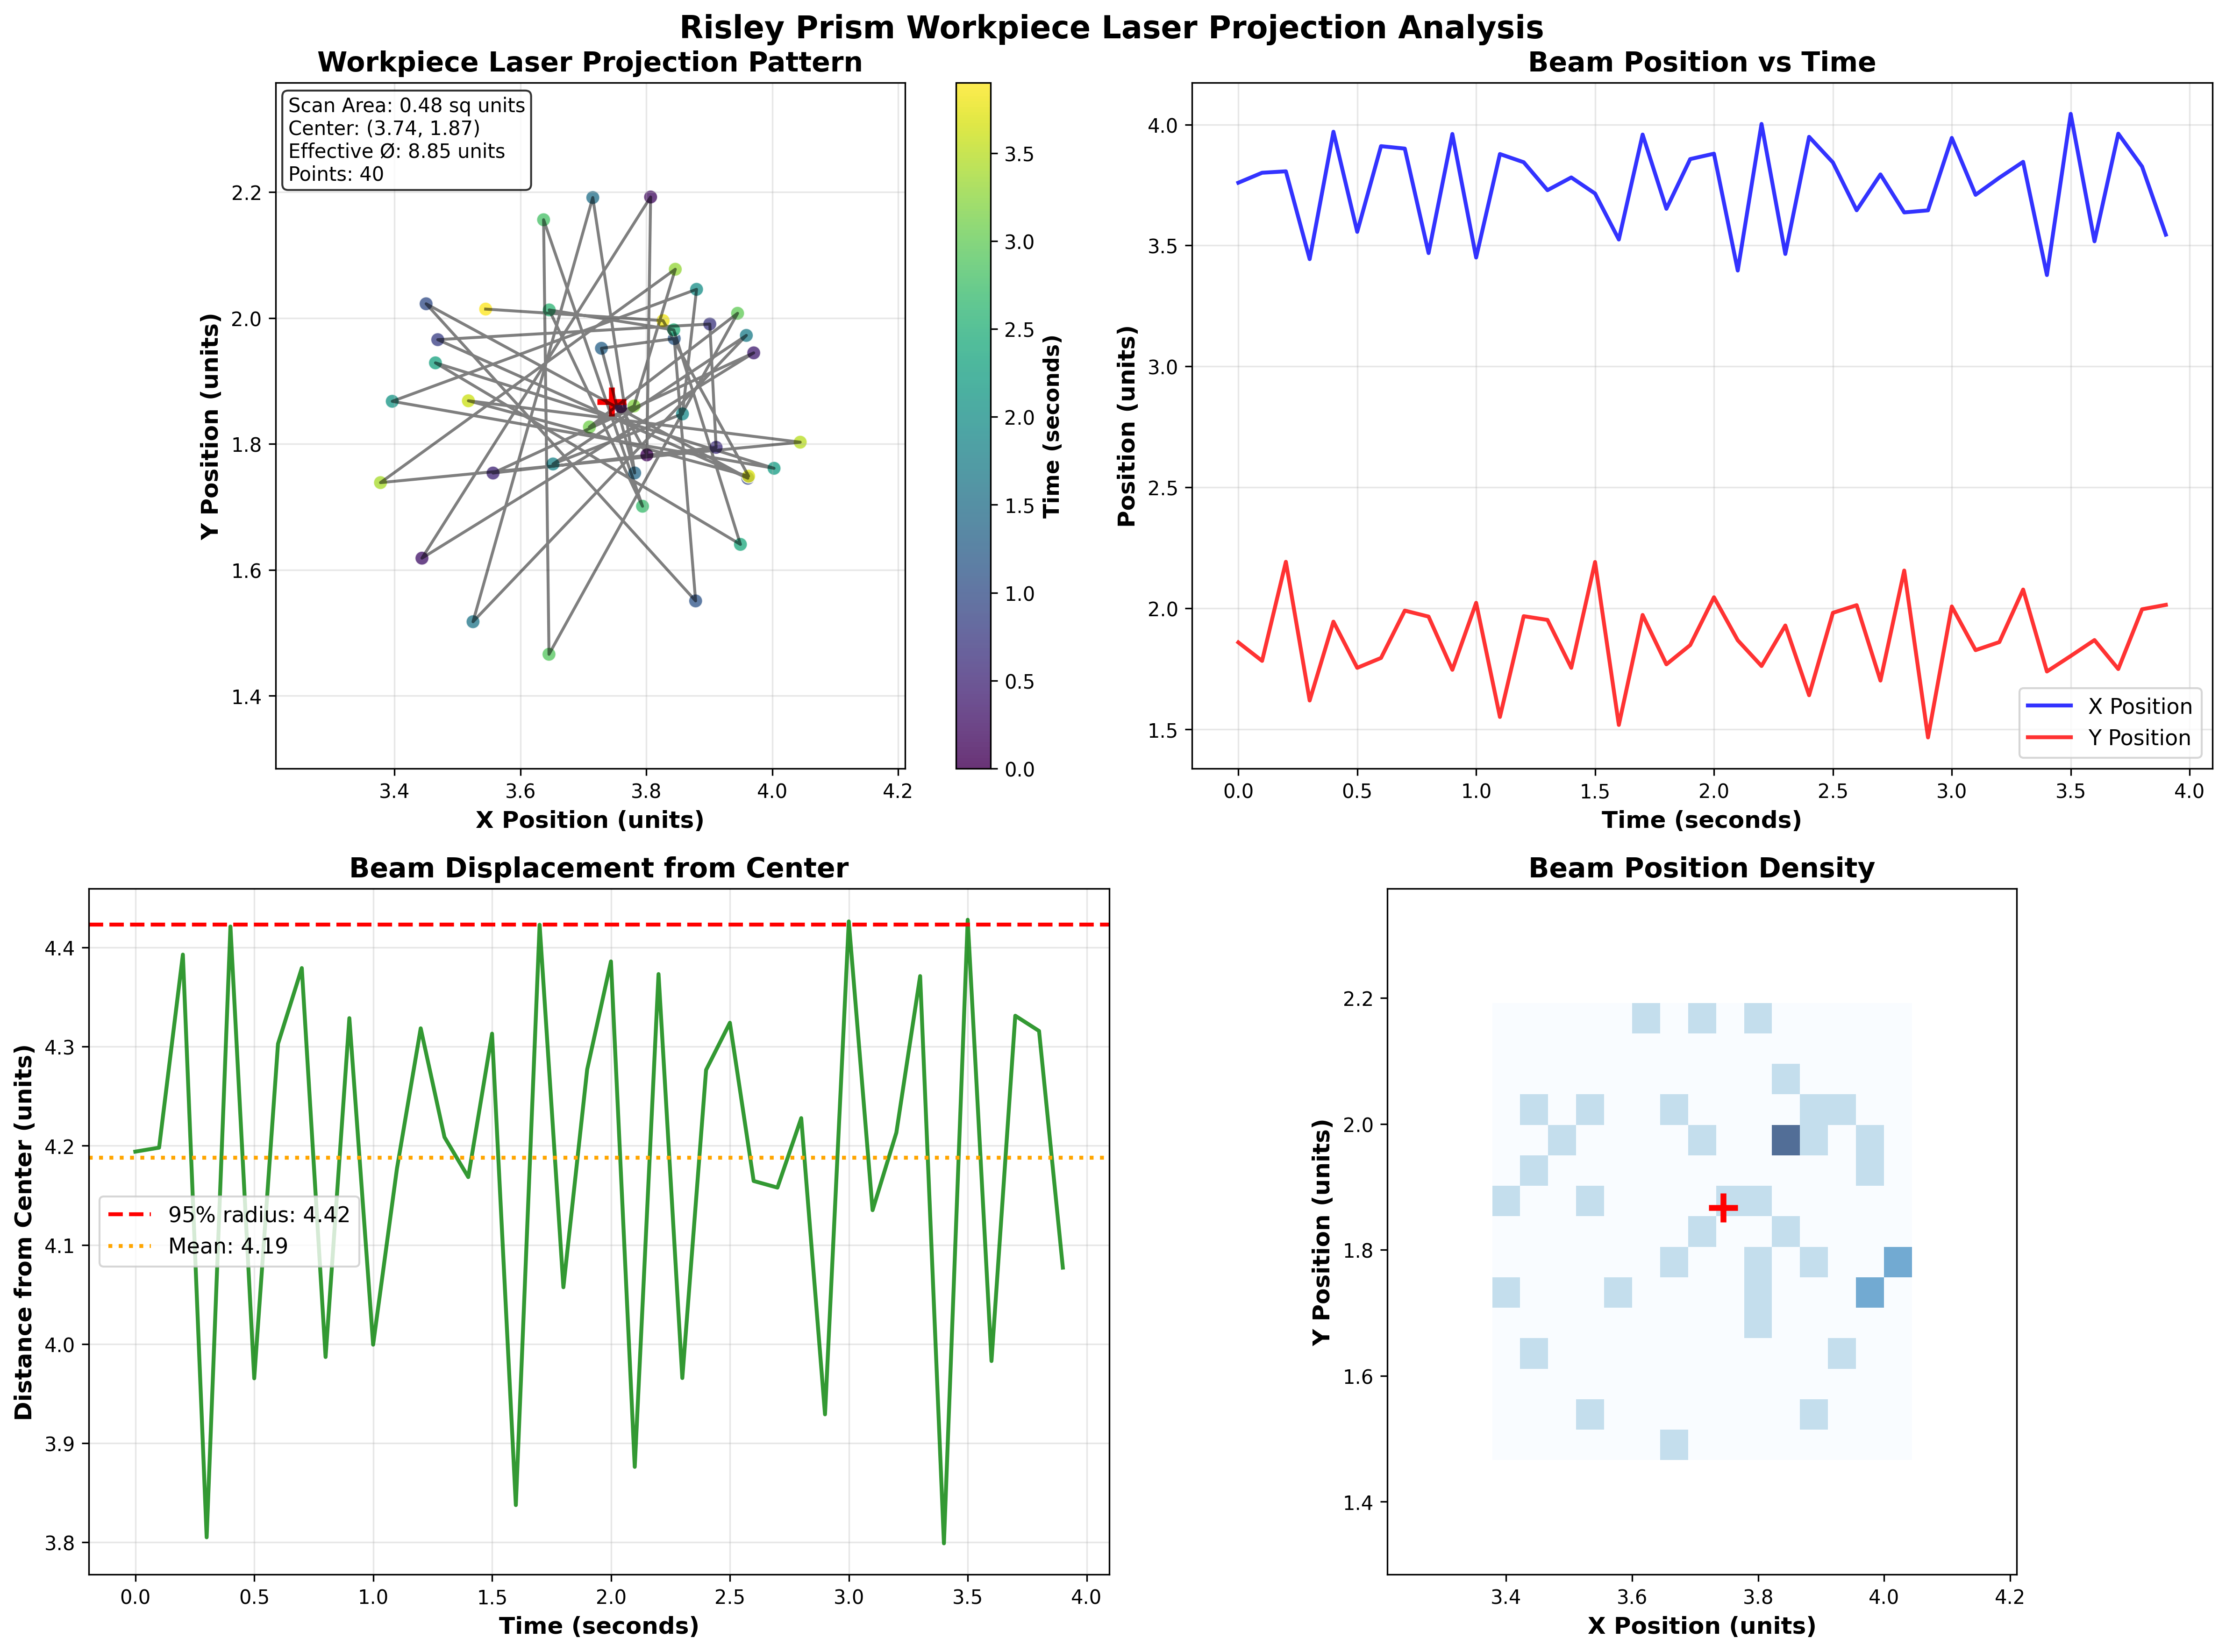 Risley Prism Workpiece Laser Projection Analysis
Workpiece Laser Projection Pattern
Scan Area: 0.48 sq units
Center: (3.74, 1.87)
Effective Ø: 8.85 units
Points: 40
Y Position (units)
2.2
2.0
1.8
1.6
1.4
3.4
3.6
3.8
4.0
4.2
X Position (units)
3.5
3.0
2.5
2.0
1.5
1.0
0.5
0.0
Time (seconds)
Beam Position vs Time
Position (units)
4.0
3.5
3.0
2.5
2.0
1.5
X Position
Y Position
0.0
0.5
1.0
1.5
2.0
2.5
3.0
3.5
4.0
Time (seconds)
Beam Displacement from Center
Distance from Center (units)
4.4
4.3
4.2
4.1
4.0
3.9
3.8
95% radius: 4.42
Mean: 4.19
0.0
0.5
1.0
1.5
2.0
2.5
3.0
3.5
4.0
Time (seconds)
Beam Position Density
Y Position (units)
2.2
2.0
1.8
1.6
1.4
3.4
3.6
3.8
4.0
4.2
X Position (units)